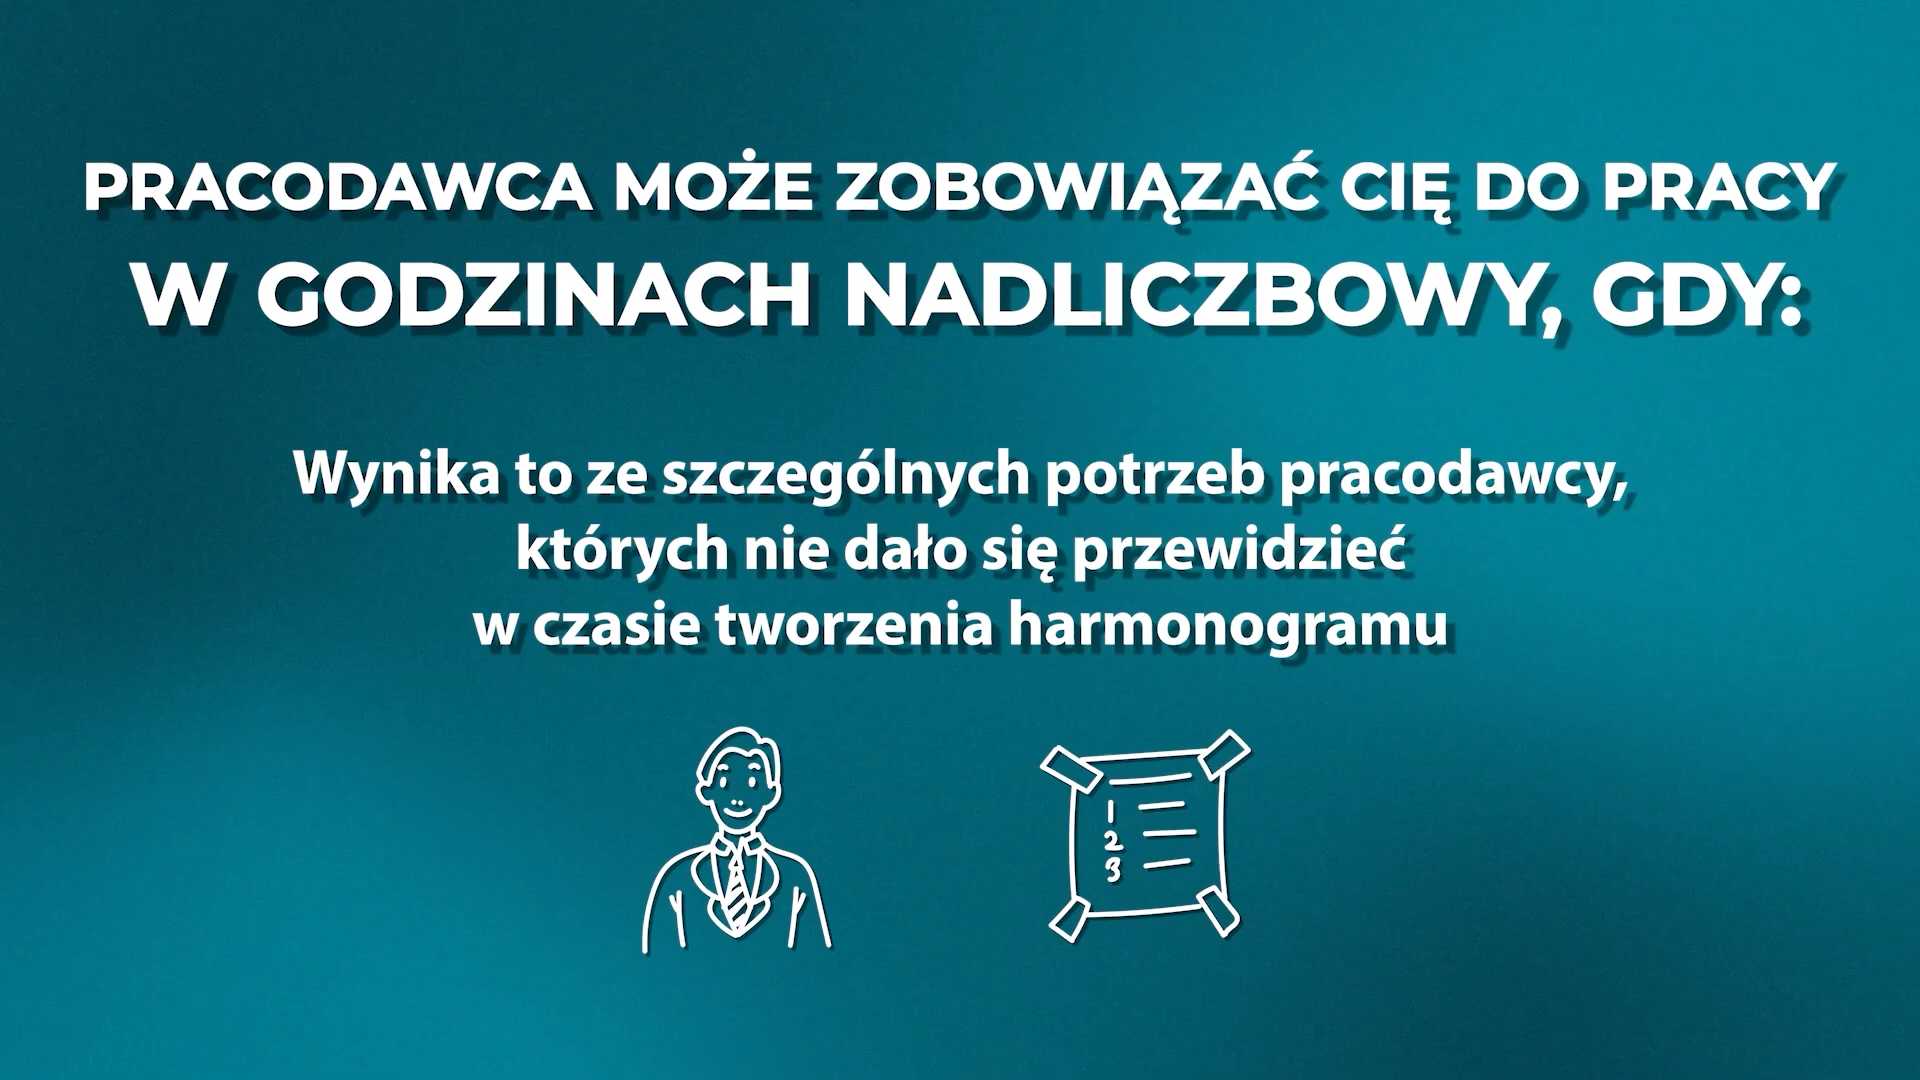 PRACODAWCA MOŻE ZOBOWIĄZAĆ CIĘ DO PRACY
W GODZINACH NADLICZBOWY, GDY:
Wynika to ze szczególnych potrzeb pracodawcy,
których nie dało się przewidzieć
w czasie tworzenia harmonogramu
1
2
3